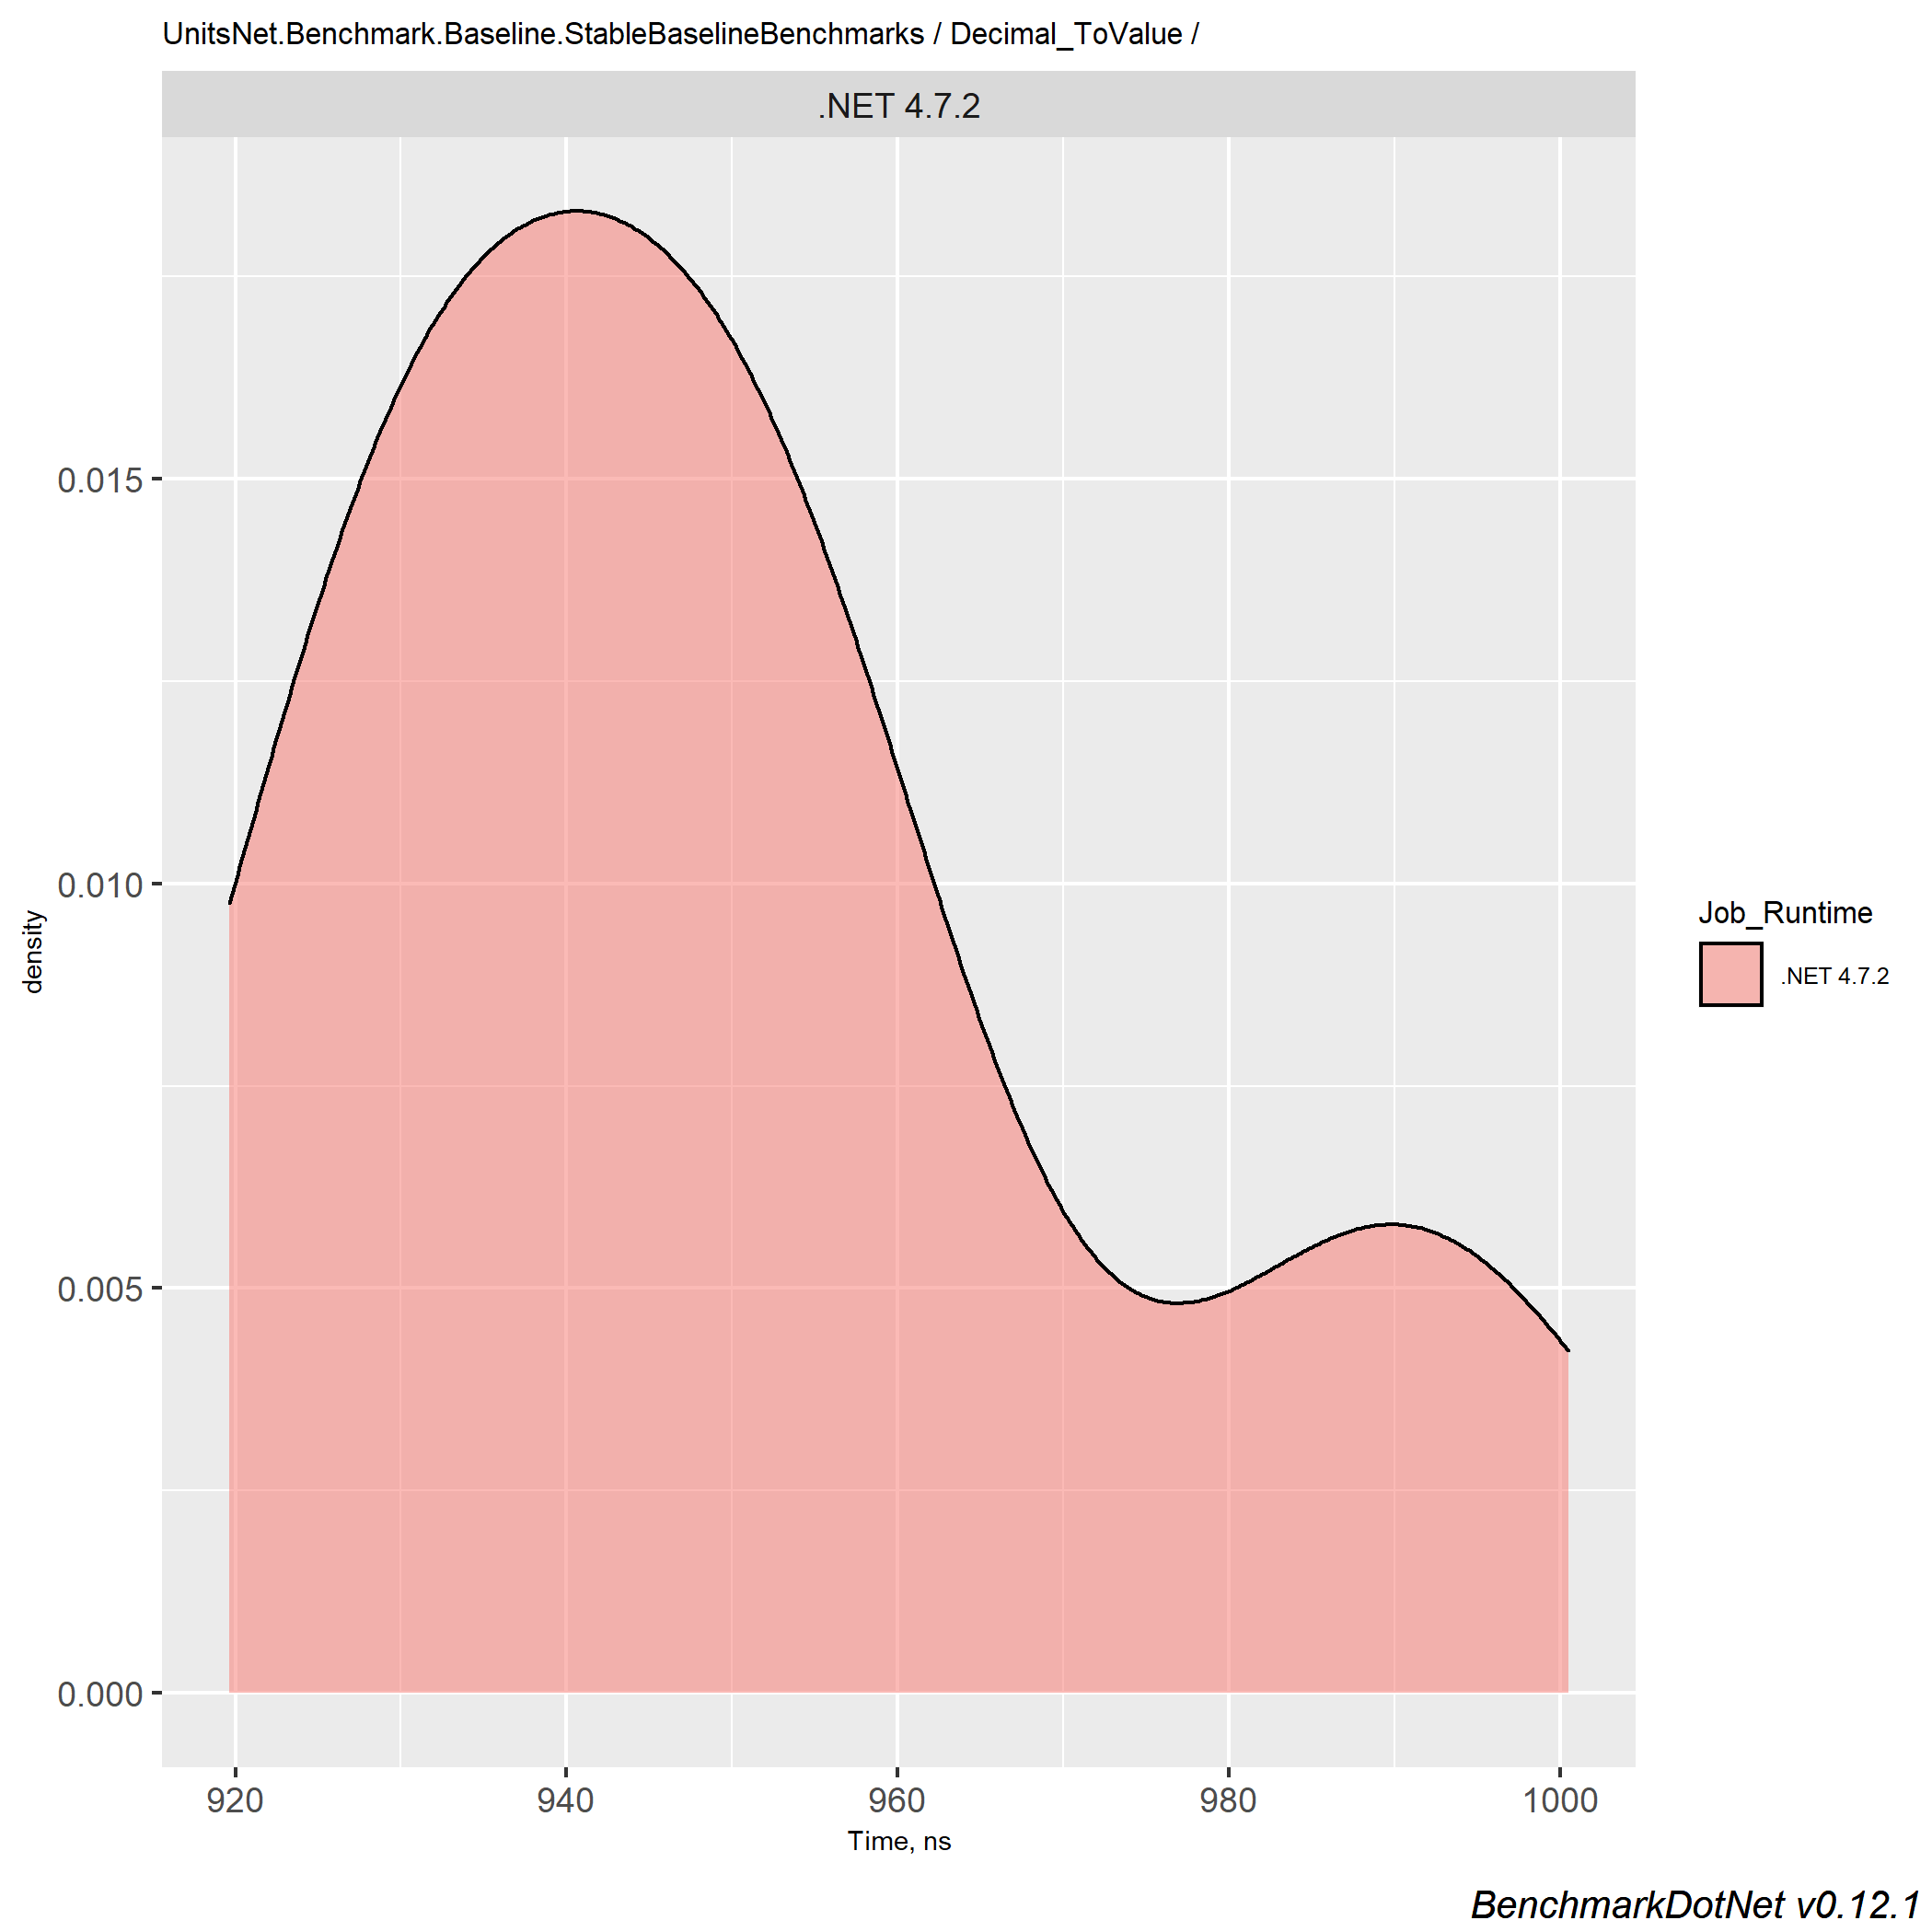 UnitsNet.Benchmark.Baseline.StableBaselineBenchmarks / Decimal_ToValue /
.NET 4.7.2
0.015
0.010
0.005
0.000
density
920 940 960 980 1000
Time, ns
Job_Runtime
.NET 4.7.2
BenchmarkDotNet v0.12.1